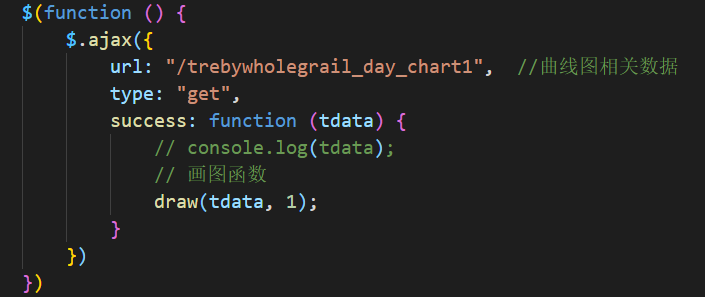 $(function () {
$.ajax({
url: "/trebywholegrail_day_chart1",  //曲线图相关数据
type: "get",
success: function (tdata) {
// console.log(tdata);
// 画图函数
draw(tdata, 1);
}
})
})